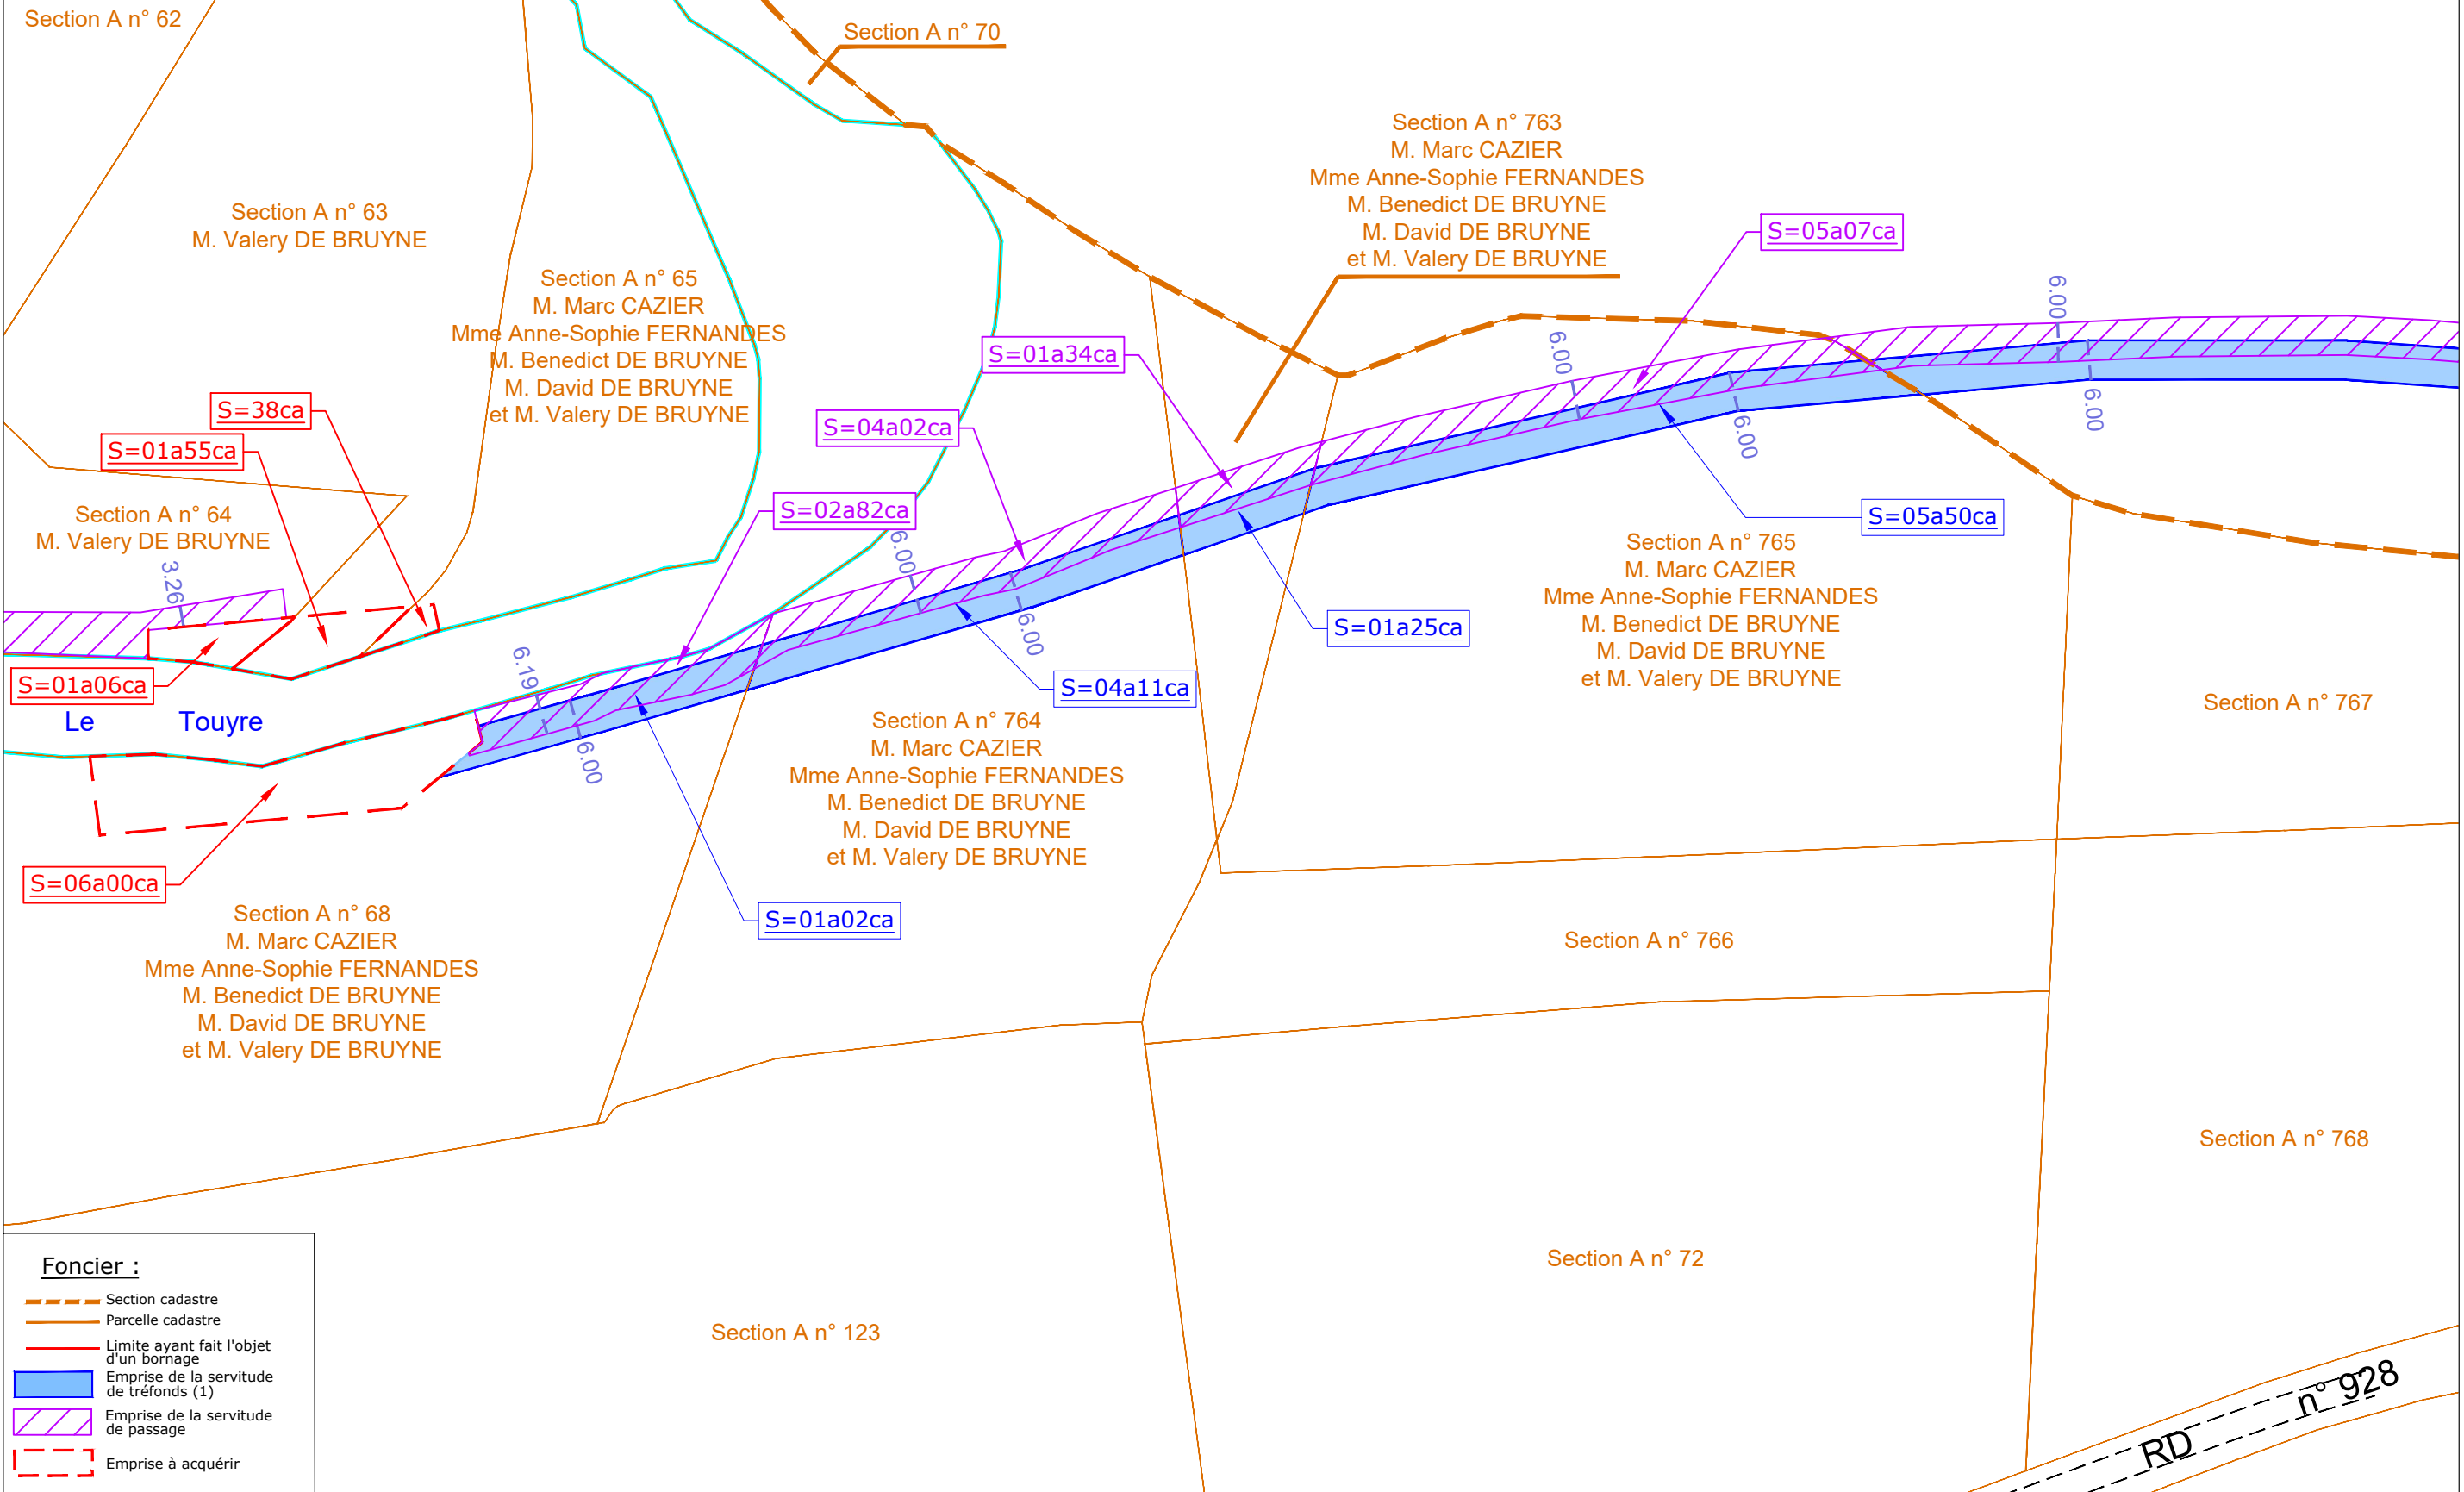 Section A n° 62
Section A n° 70
Section A n° 763
M. Marc CAZIER
Mme Anne-Sophie FERNANDES
M. Benedict DE BRUYNE
M. David DE BRUYNE
et M. Valery DE BRUYNE
S=05a07ca
Section A n° 63
M. Valery DE BRUYNE
Section A n° 65
M. Marc CAZIER
Mme Anne-Sophie FERNANDES
M. Benedict DE BRUYNE
M. David DE BRUYNE
et M. Valery DE BRUYNE
S=01a34ca
6.00
6.00
6.00
6.00
S=38ca
S=01a55ca
S=04a02ca
S=02a82ca
S=05a50ca
Section A n° 64
M. Valery DE BRUYNE
3.26
6.00
6.00
Section A n° 765
M. Marc CAZIER
Mme Anne-Sophie FERNANDES
M. Benedict DE BRUYNE
M. David DE BRUYNE
et M. Valery DE BRUYNE
S=01a25ca
S=01a06ca
6.19
6.00
S=04a11ca
Le Touyre
Section A n° 764
M. Marc CAZIER
Mme Anne-Sophie FERNANDES
M. Benedict DE BRUYNE
M. David DE BRUYNE
et M. Valery DE BRUYNE
Section A n° 767
S=06a00ca
S=01a02ca
Section A n° 68
M. Marc CAZIER
Mme Anne-Sophie FERNANDES
M. Benedict DE BRUYNE
M. David DE BRUYNE
et M. Valery DE BRUYNE
Section A n° 766
Section A n° 768
Section A n° 72
Section A n° 123
RD n° 928
Foncier :
Section cadastre
Parcelle cadastre
Limite ayant fait l'objet
d'un bornage
Emprise de la servitude
de tréfonds (1)
Emprise de la servitude
de passage
Emprise à acquérir